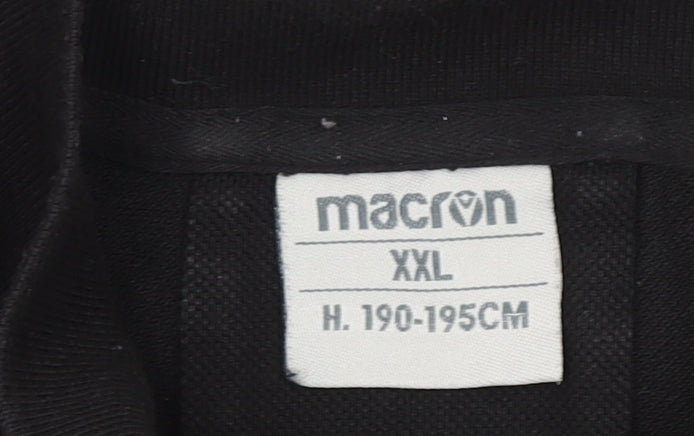 macron
XXL
H. 190-195CM